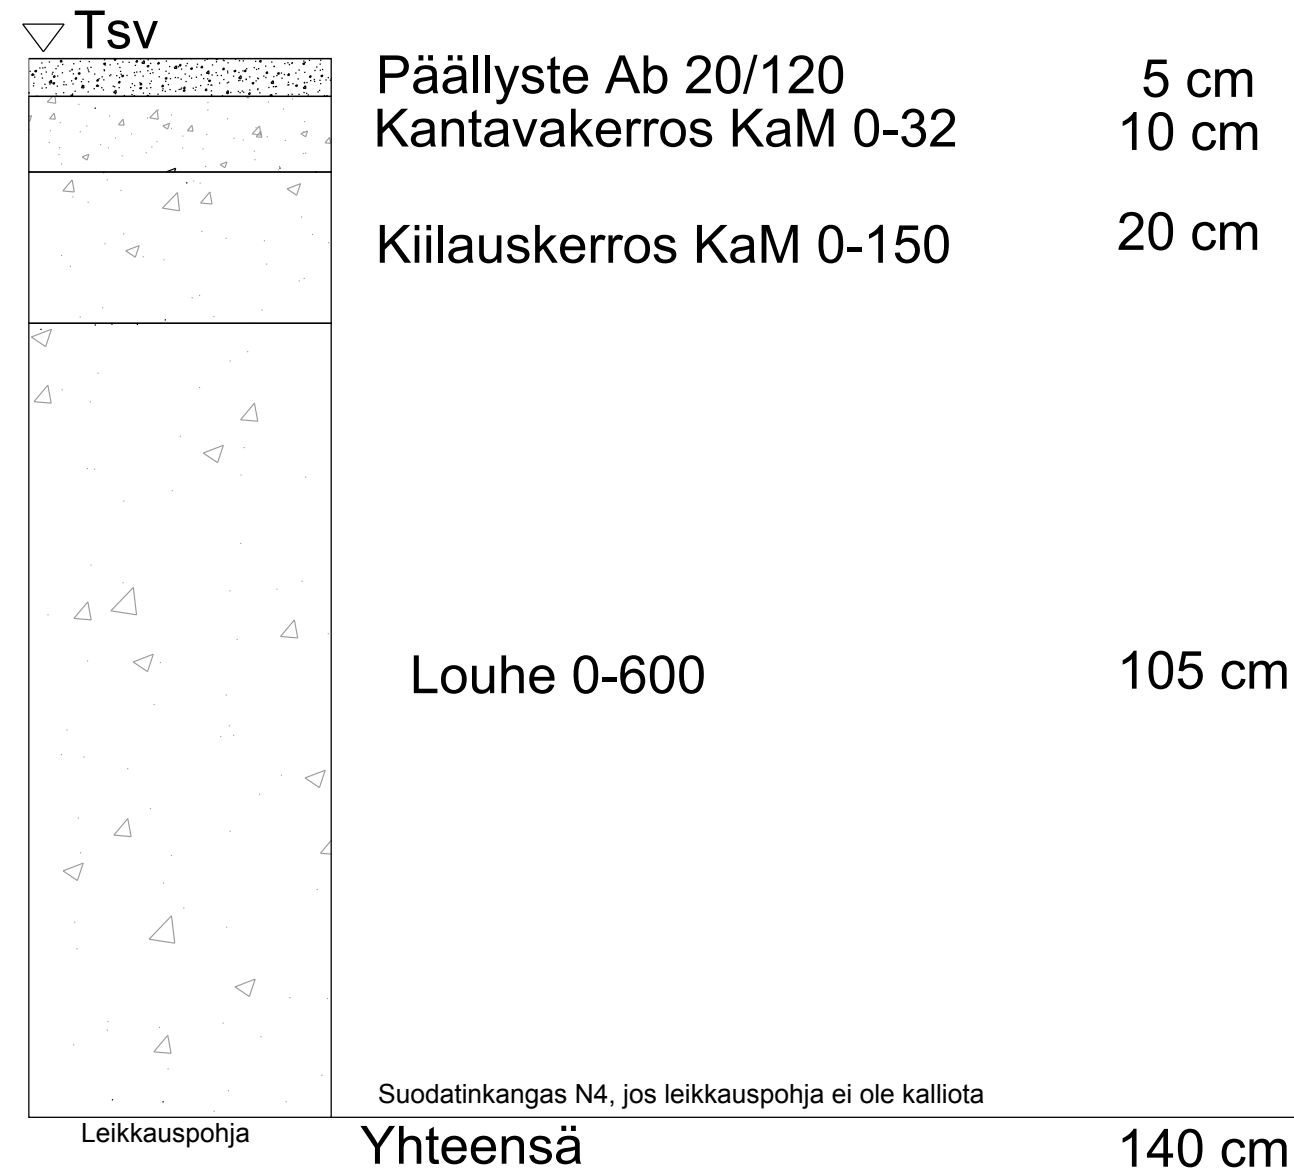 Tsv
Päällyste Ab 20/120 5 cm
Kantavakerros KaM 0-32 10 cm
Kiilauskerros KaM 0-150 20 cm
Louhe 0-600 105 cm
Suodatinkangas N4, jos leikkauspohja ei ole kalliota
Leikkauspohja
Yhteensä 140 cm